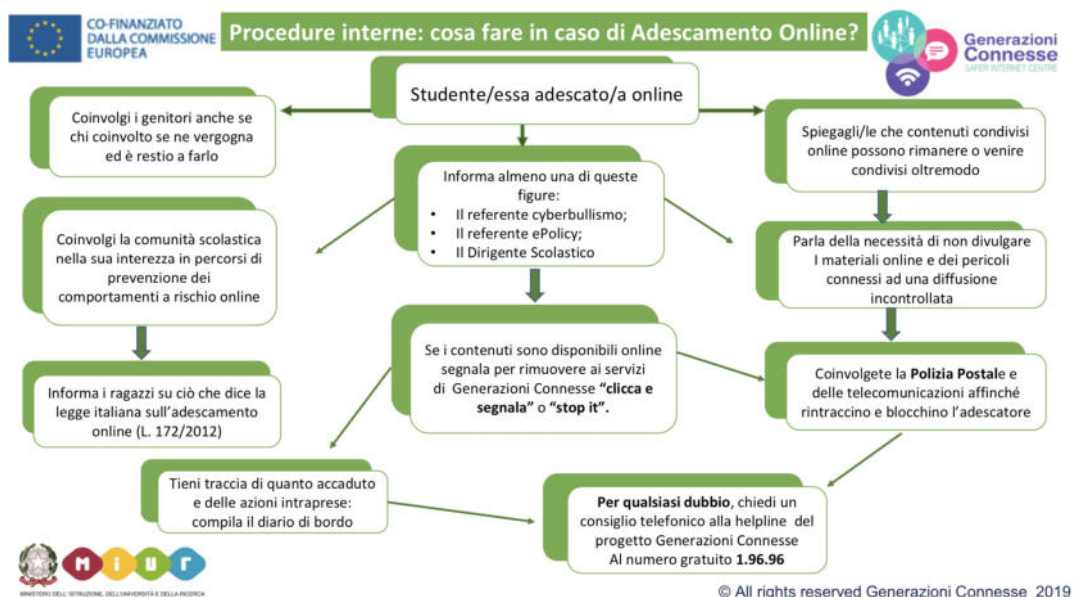 CO-FINANZIATO
DALLA COMMISSIONE
EUROPEA
Procedure interne: cosa fare in caso di Adescamento Online?
Generazioni
Connesse
SAFER INTERNET CENTRE
Studente/essa adescato/a online
Coinvolgi i genitori anche se
chi coinvolto se ne vergogna
ed è restio a farlo
Spiegagli/le che contenuti condivisi
online possono rimanere o venire
condivisi oltremodo
Informa almeno una di queste
figure:
• Il referente cyberbullismo;
• Il referente ePolicy;
• Il Dirigente Scolastico
Coinvolgi la comunità scolastica
nella sua interezza in percorsi di
prevenzione dei
comportamenti a rischio online
Parla della necessità di non divulgare
I materiali online e dei pericoli
connessi ad una diffusione
incontrollata
Se i contenuti sono disponibili online
segnala per rimuovere ai servizi
di Generazioni Connesse “clicca e
segnala” o “stop it”.
Informa i ragazzi su ciò che dice la
legge italiana sull’adescamento
online (L. 172/2012)
Coinvolgete la Polizia Postale e
delle telecomunicazioni affinché
rintraccino e blocchino l’adescatore
Tieni traccia di quanto accaduto
e delle azioni intraprese:
compila il diario di bordo
Per qualsiasi dubbio, chiedi un
consiglio telefonico alla helpline del
progetto Generazioni Connesse
Al numero gratuito 1.96.96
miur
MINISTERO DELL'ISTRUZIONE, DELL'UNIVERSITÀ E DELLA RICERCA
© All rights reserved Generazioni Connesse 2019